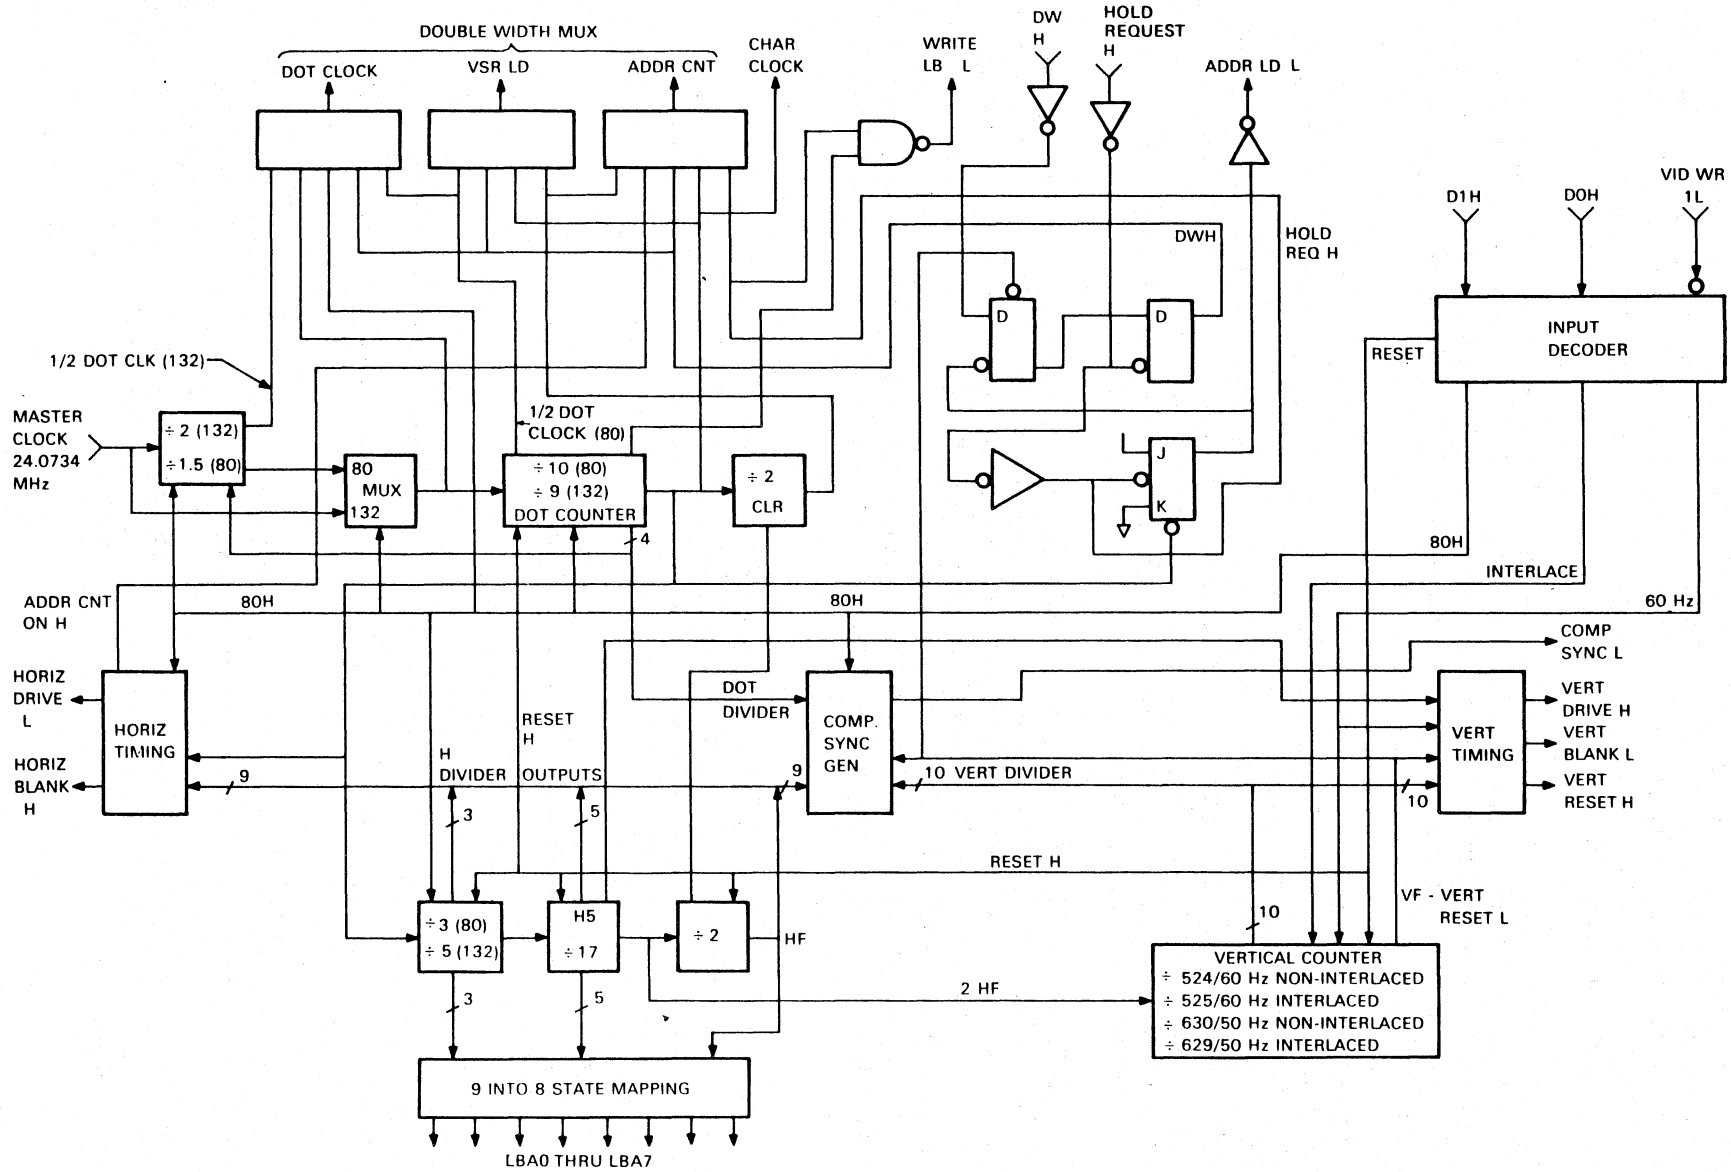 DOUBLE WIDTH MUX
DOT CLOCK
VSR LD
ADDR CNT
CHAR
CLOCK
WRITE
LB L
DW
H
HOLD
REQUEST
H
ADDR LD L
D1H
D0H
VID WR
1L
DWH
HOLD
REQ H
D
D
INPUT
DECODER
RESET
1/2 DOT CLK (132)
MASTER
CLOCK
24.0734
MHz
÷ 2 (132)
÷1.5 (80)
80
MUX
132
1/2 DOT
CLOCK (80)
÷ 10 (80)
÷ 9 (132)
DOT COUNTER
4
÷ 2
CLR
J
K
80H
INTERLACE
60 Hz
ADDR CNT
ON H
80H
80H
COMP
SYNC L
HORIZ
DRIVE
L
HORIZ
BLANK
H
HORIZ
TIMING
9
H
DIVIDER
OUTPUTS
RESET
H
DOT
DIVIDER
9
COMP.
SYNC
GEN
10 VERT DIVIDER
10
VERT
TIMING
VERT
DRIVE H
VERT
BLANK L
VERT
RESET H
3
5
RESET H
VF - VERT
RESET L
10
÷3 (80)
÷ 5 (132)
H5
÷17
÷ 2
HF
3
5
2 HF
VERTICAL COUNTER
÷ 524/60 Hz NON-INTERLACED
÷ 525/60 Hz INTERLACED
÷ 630/50 Hz NON-INTERLACED
÷ 629/50 Hz INTERLACED
9 INTO 8 STATE MAPPING
LBA0 THRU LBA7